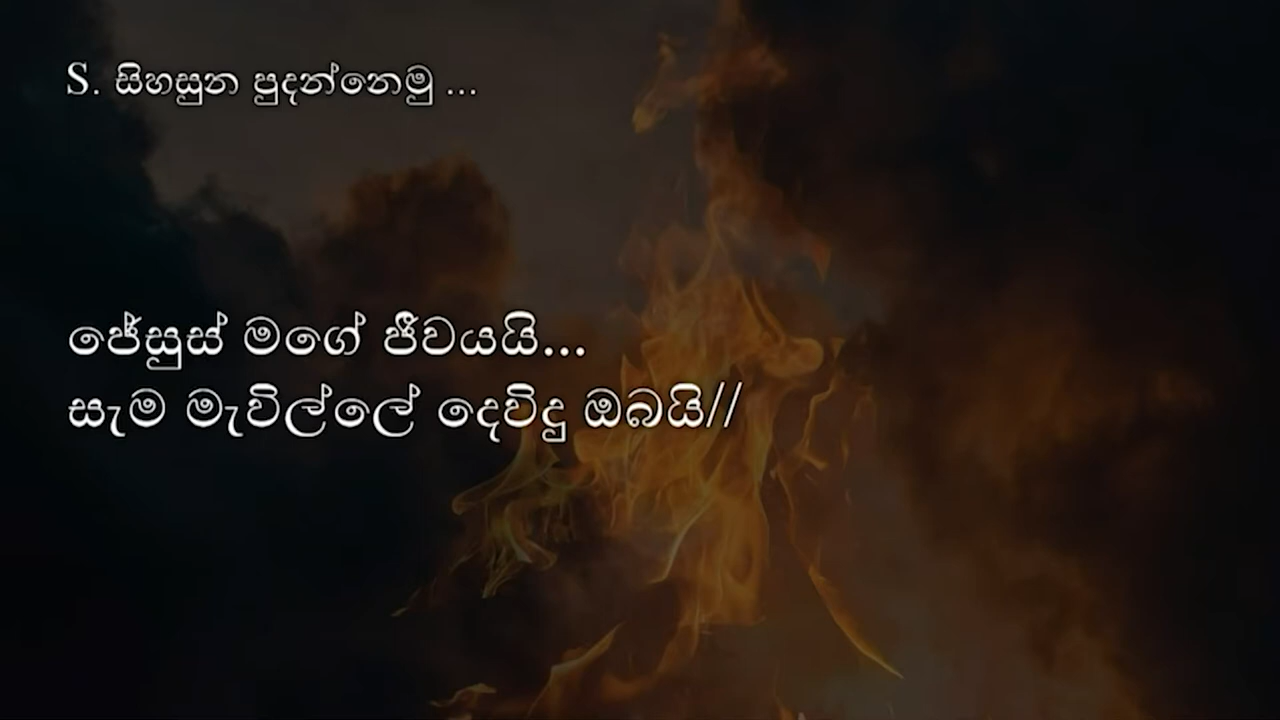 S. සිහසුන පුදන්නෙමු ...
ජේසුස් මගේ ජීවයයි...
සැම මැවිල්ලේ දෙවිදු ඔබයි//